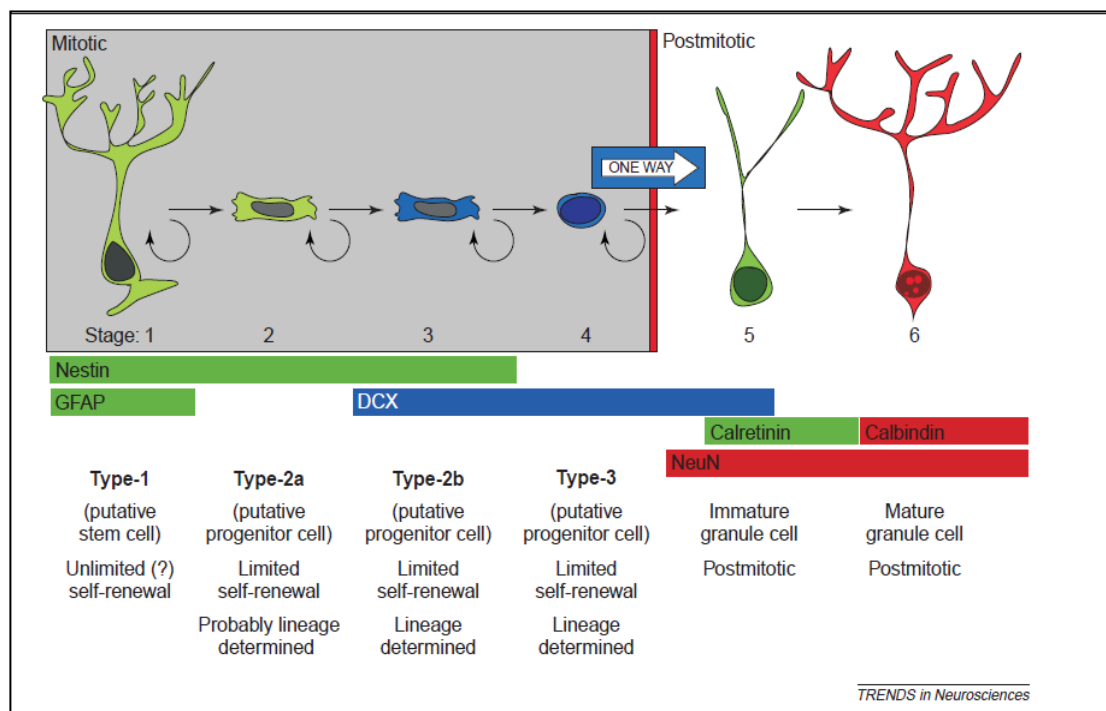 Mitotic
Postmitotic
ONE WAY
Stage: 1 2 3 4 5 6
Nestin
GFAP
DCX
Calretinin Calbindin
NeuN
Type-1 Type-2a Type-2b Type-3
(putative (putative (putative (putative Immature Mature
stem cell) progenitor cell) progenitor cell) progenitor cell) granule cell granule cell
Unlimited (?) Limited Limited Limited Postmitotic Postmitotic
self-renewal self-renewal self-renewal self-renewal
Probably lineage Lineage Lineage
determined determined determined
TRENDS in Neurosciences